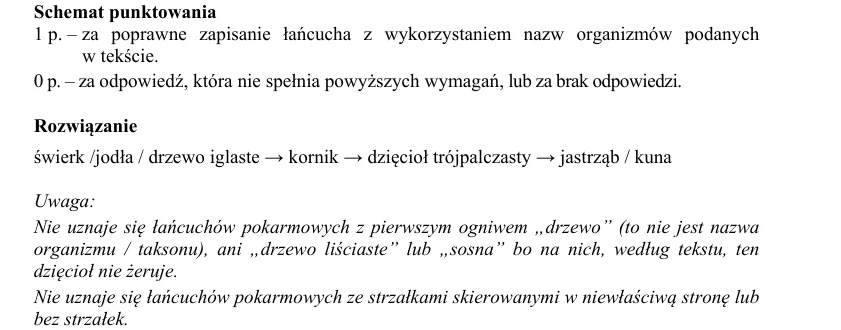 Schemat punktowania
1 p. – za poprawne zapisanie łańcucha z wykorzystaniem nazw organizmów podanych
w tekście.
0 p. – za odpowiedź, która nie spełnia powyższych wymagań, lub za brak odpowiedzi.
Rozwiązanie
świerk /jodła / drzewo iglaste → kornik → dzięcioł trójpalczasty → jastrząb / kuna
Uwaga:
Nie uznaje się łańcuchów pokarmowych z pierwszym ogniwem „drzewo” (to nie jest nazwa
organizmu / taksonu), ani „drzewo liściaste” lub „sosna” bo na nich, według tekstu, ten
dzięcioł nie żeruje.
Nie uznaje się łańcuchów pokarmowych ze strzałkami skierowanymi w niewłaściwą stronę lub
bez strzałek.